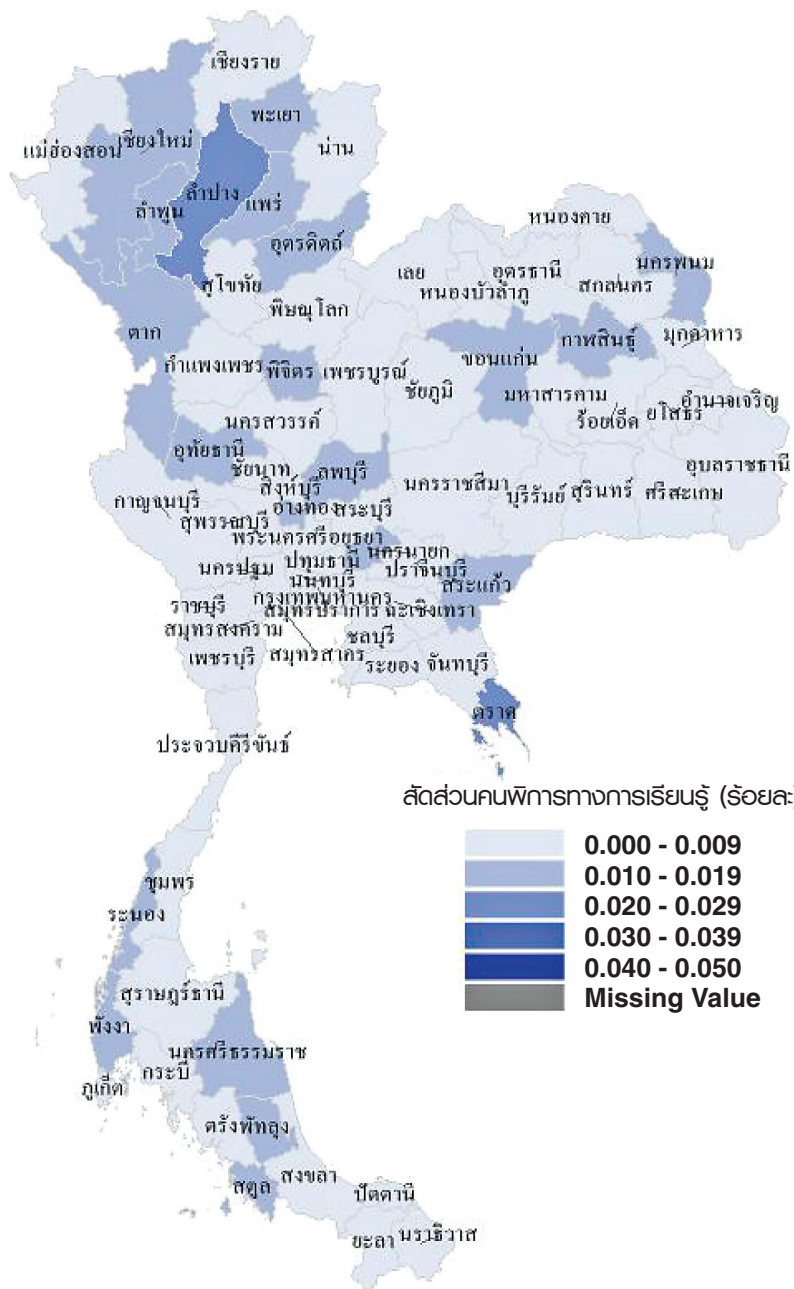 เชียงราย
พะเยา
แม่ฮ่องสอน เชียงใหม่ น่าน
ลำปาง
ลำพูน แพร่
อุตรดิตถ์
หนองคาย
สุโขทัย
เลย อุดรธานี นครพนม
หนองบัวลำภู สกลนคร
พิษณุโลก
ตาก
กำแพงเพชร พิจิตร เพชรบูรณ์ ขอนแก่น กาฬสินธุ์ มุกดาหาร
ชัยภูมิ มหาสารคาม อำนาจเจริญ
นครสวรรค์ ร้อยเอ็ด ยโสธร
อุทัยธานี
ชัยนาท ลพบุรี อุบลราชธานี
สิงห์บุรี นครราชสีมา
กาญจนบุรี อ่างทอง สระบุรี บุรีรัมย์ สุรินทร์ ศรีสะเกษ
สุพรรณบุรี
พระนครศรีอยุธยา
ปทุมธานี นครนายก
นครปฐม ปราจีนบุรี
นนทบุรี สระแก้ว
ราชบุรี กรุงเทพมหานคร
สมุทรปราการ ฉะเชิงเทรา
สมุทรสงคราม ชลบุรี
เพชรบุรี สมุทรสาคร ระยอง จันทบุรี
ตราด
ประจวบคีรีขันธ์
สัดส่วนคนพิการทางการเรียนรู้ (ร้อยละ)
0.000 - 0.009
0.010 - 0.019
0.020 - 0.029
0.030 - 0.039
0.040 - 0.050
Missing Value
ชุมพร
ระนอง
สุราษฎร์ธานี
พังงา
นครศรีธรรมราช
กระบี่
ภูเก็ต
ตรัง พัทลุง
สงขลา
สตูล
ปัตตานี
ยะลา นราธิวาส